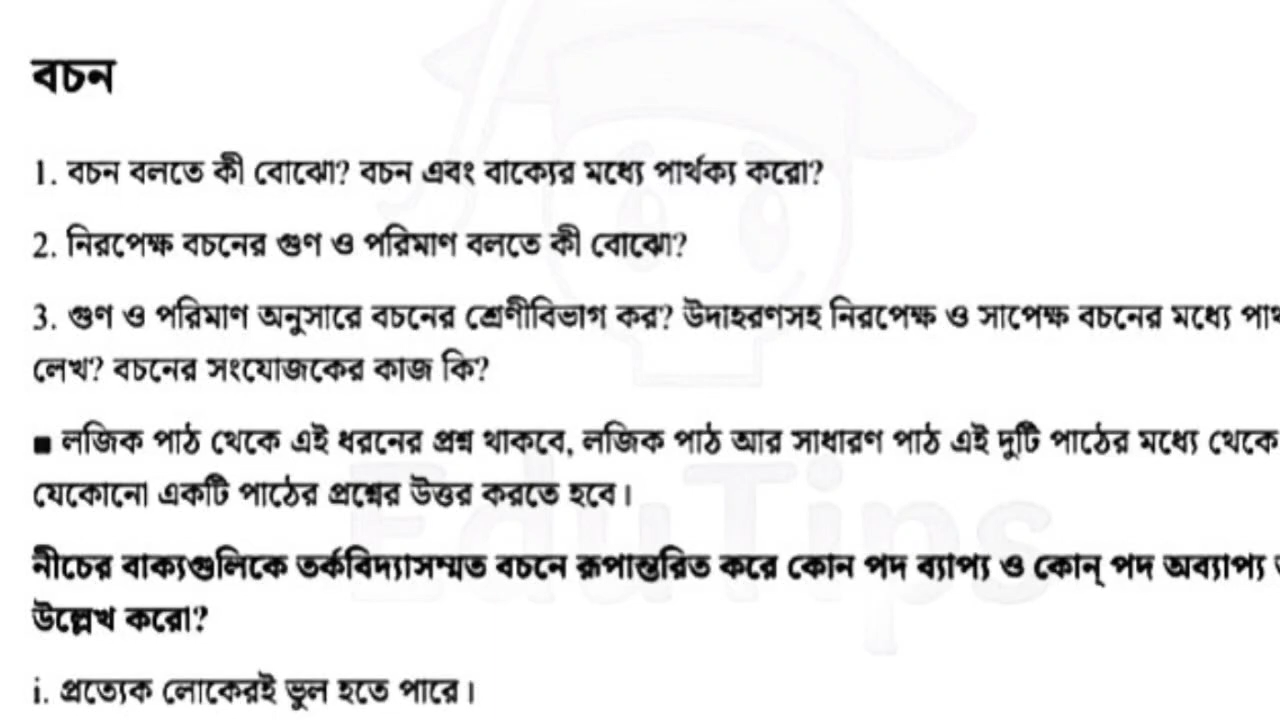 বচন
1. বচন বলতে কী বোঝো? বচন এবং বাক্যের মধ্যে পার্থক্য করো?
2. নিরপেক্ষ বচনের গুণ ও পরিমাণ বলতে কী বোঝো?
3. গুণ ও পরিমাণ অনুসারে বচনের শ্রেণীবিভাগ কর? উদাহরণসহ নিরপেক্ষ ও সাপেক্ষ বচনের মধ্যে
লেখ? বচনের সংযোজকের কাজ কি?
■ লজিক পাঠ থেকে এই ধরনের প্রশ্ন থাকবে, লজিক পাঠ আর সাধারণ পাঠ এই দুটি পাঠের মধ্যে থেকে
যেকোনো একটি পাঠের প্রশ্নের উত্তর করতে হবে।
নীচের বাক্যগুলিকে তর্কবিদ্যাসম্মত বচনে রূপান্তরিত করে কোন পদ ব্যাপ্য ও কোন্ পদ অব্যাপ্য
উল্লেখ করো?
i. প্রত্যেক লোকেরই ভুল হতে পারে।
EduTips